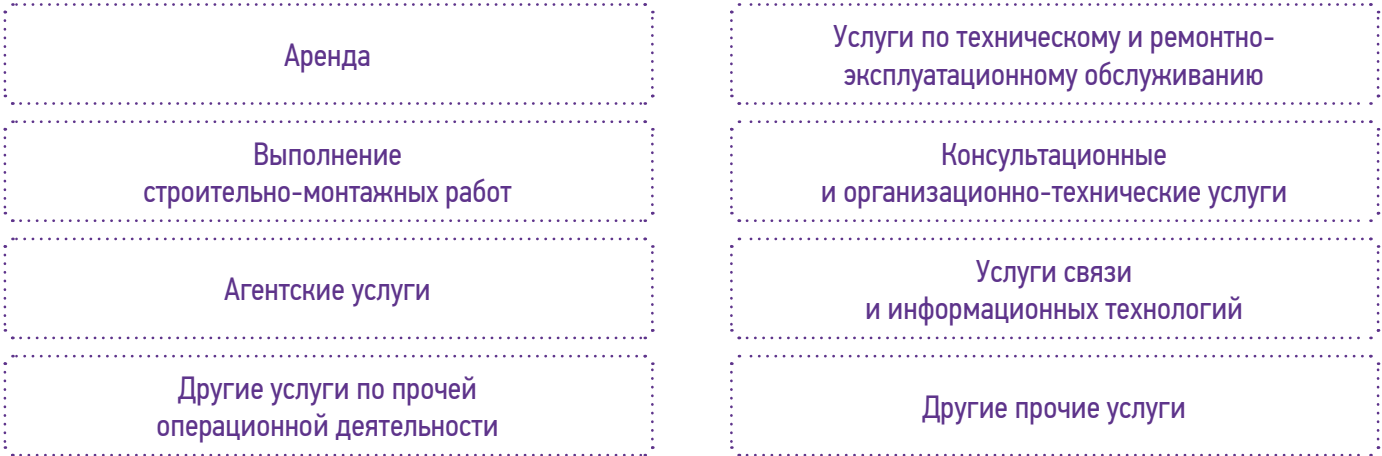 Аренда
Услуги по техническому и ремонтно-
эксплуатационному обслуживанию
Выполнение
строительно-монтажных работ
Консультационные
и организационно-технические услуги
Агентские услуги
Услуги связи
и информационных технологий
Другие услуги по прочей
операционной деятельности
Другие прочие услуги